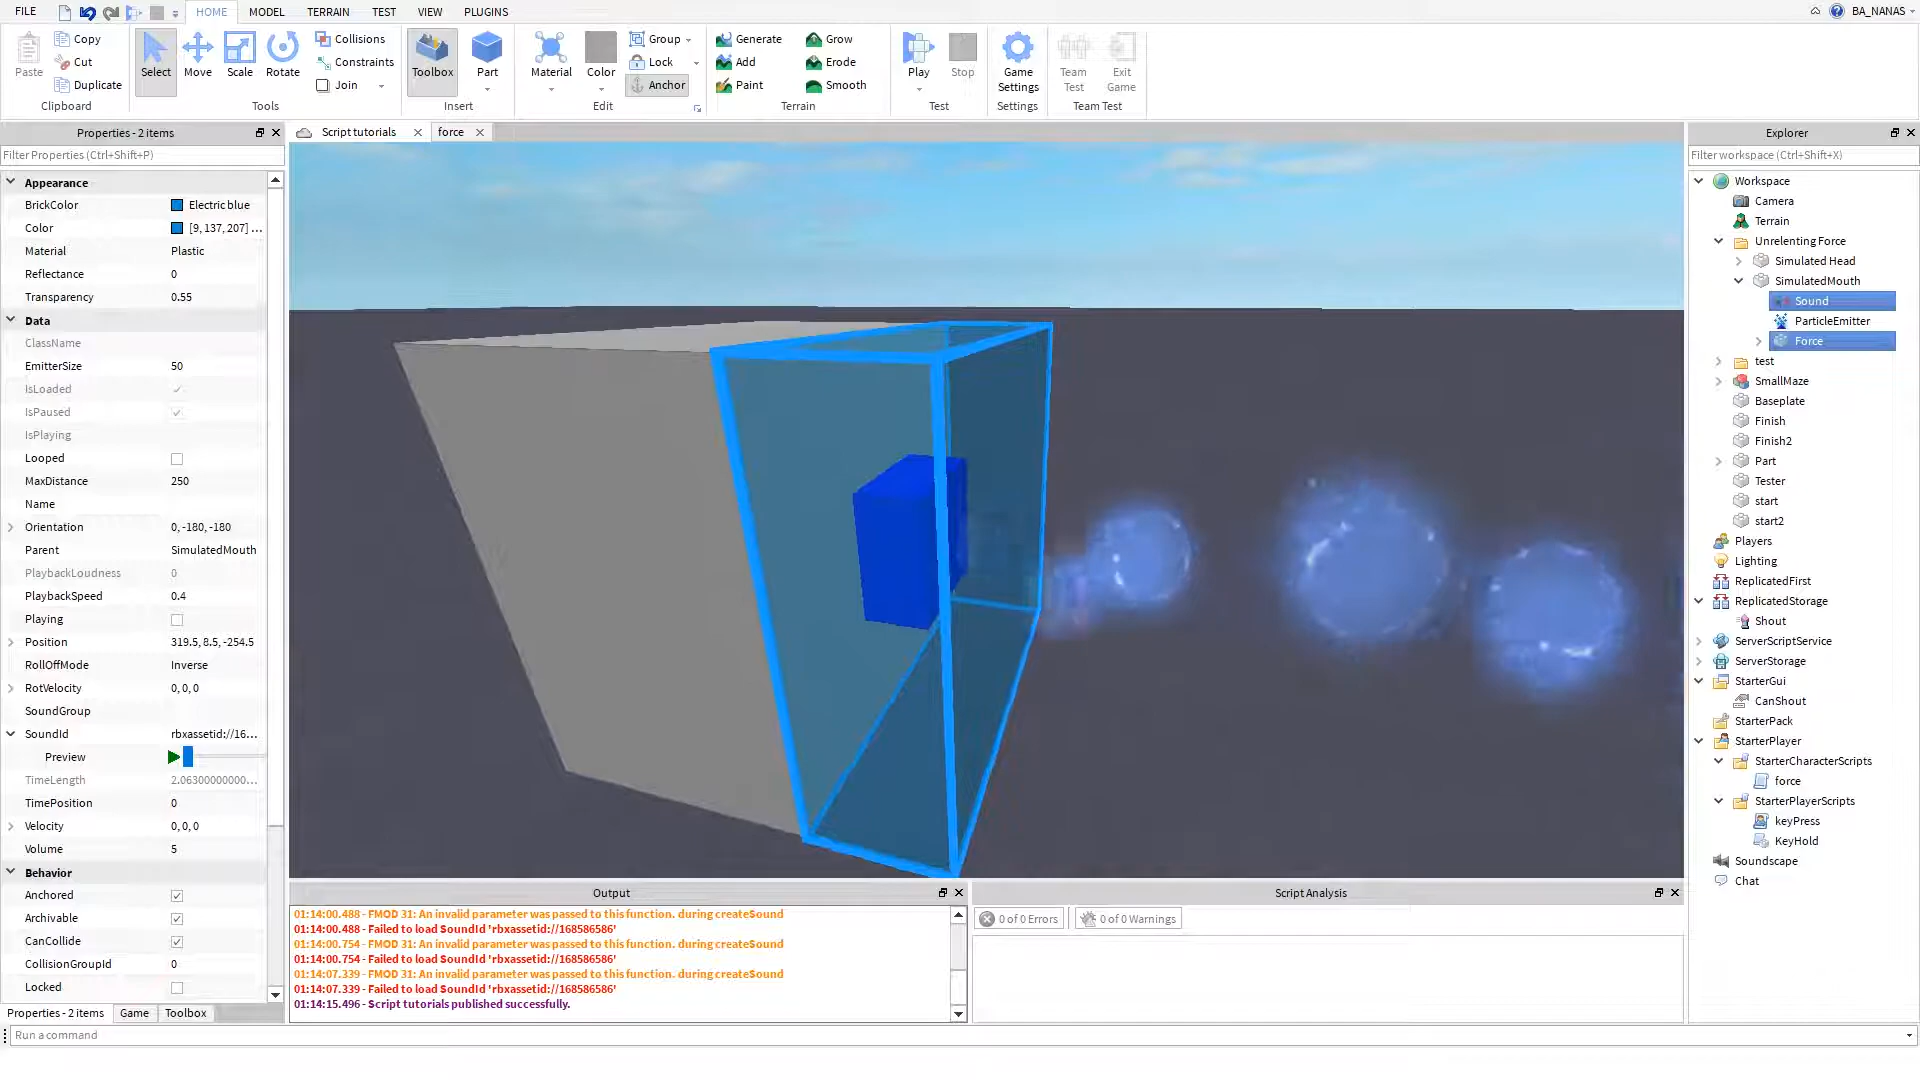 FILE HOME MODEL TERRAIN TEST VIEW PLUGINS BA_NANAS
Paste Copy Cut Duplicate Clipboard
Select Move Scale Rotate Collisions Constraints Join Tools
Toolbox Part Insert
Material Color Group Lock Anchor Edit
Generate Add Paint Grow Erode Smooth Terrain
Play Stop Test
Game Settings Settings
Team Test Exit Game Team Test
Properties - 2 items
Filter Properties (Ctrl+Shift+P)
Appearance
BrickColor Electric blue
Color [9, 137, 207] ...
Material Plastic
Reflectance 0
Transparency 0.55
Data
ClassName
EmitterSize 50
IsLoaded
IsPaused
IsPlaying
Looped
MaxDistance 250
Name
Orientation 0, -180, -180
Parent SimulatedMouth
PlaybackLoudness 0
PlaybackSpeed 0.4
Playing
Position 319.5, 8.5, -254.5
RollOffMode Inverse
RotVelocity 0, 0, 0
SoundGroup
SoundId rbxassetid://16...
Preview
TimeLength 2.06300000000...
TimePosition 0
Velocity 0, 0, 0
Volume 5
Behavior
Anchored
Archivable
CanCollide
CollisionGroupId 0
Locked
Properties - 2 items Game Toolbox
Run a command
Script tutorials force
Output
01:14:00.488 - FMOD 31: An invalid parameter was passed to this function. during createSound
01:14:00.488 - Failed to load SoundId 'rbxassetid://168586586'
01:14:00.754 - FMOD 31: An invalid parameter was passed to this function. during createSound
01:14:00.754 - Failed to load SoundId 'rbxassetid://168586586'
01:14:07.339 - FMOD 31: An invalid parameter was passed to this function. during createSound
01:14:07.339 - Failed to load SoundId 'rbxassetid://168586586'
01:14:15.496 - Script tutorials published successfully.
Script Analysis
0 of 0 Errors 0 of 0 Warnings
Explorer
Filter workspace (Ctrl+Shift+X)
Workspace
Camera
Terrain
Unrelenting Force
Simulated Head
SimulatedMouth
Sound
ParticleEmitter
Force
test
SmallMaze
Baseplate
Finish
Finish2
Part
Tester
start
start2
Players
Lighting
ReplicatedFirst
ReplicatedStorage
Shout
ServerScriptService
ServerStorage
StarterGui
CanShout
StarterPack
StarterPlayer
StarterCharacterScripts
force
StarterPlayerScripts
keyPress
KeyHold
Soundscape
Chat